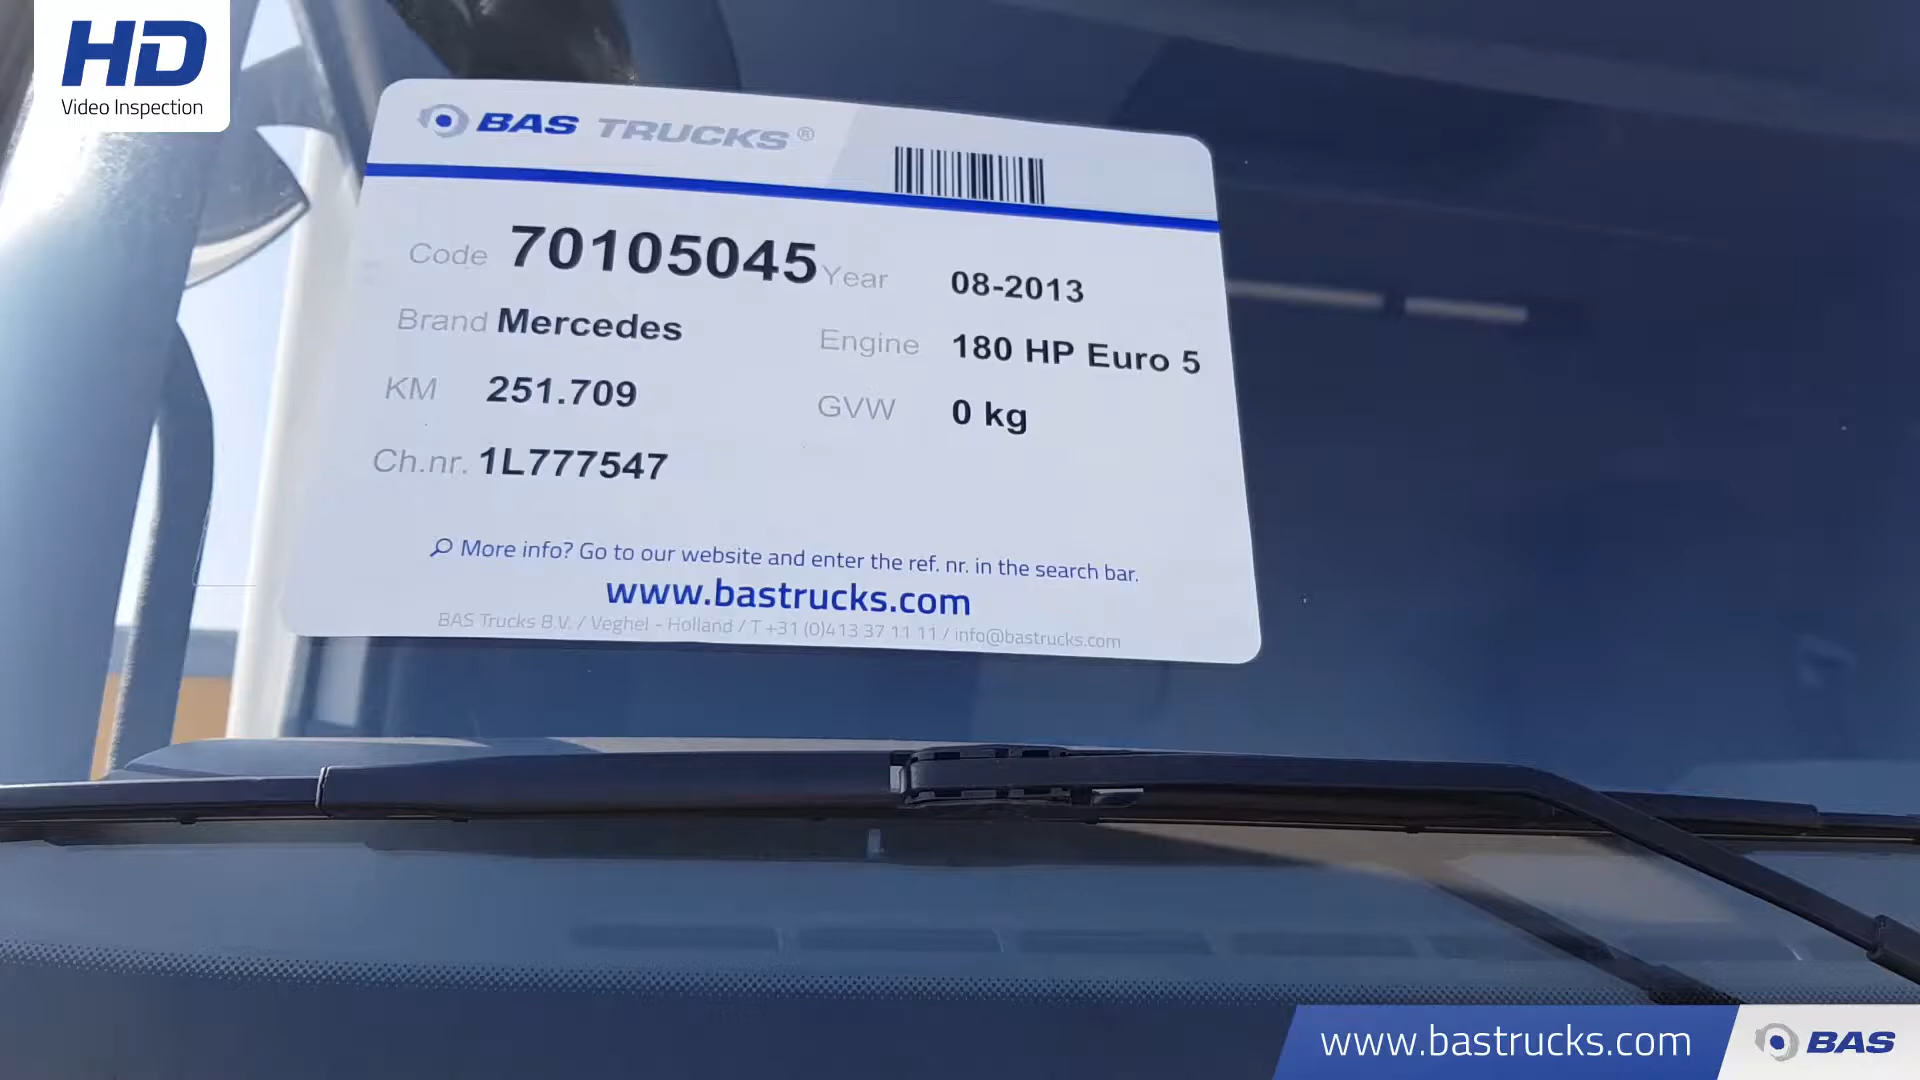 HD
Video Inspection
BAS TRUCKS®
Code 70105045 Year 08-2013
Brand Mercedes Engine 180 HP Euro 5
KM 251.709 GVW 0 kg
Ch.nr. 1L777547
More info? Go to our website and enter the ref. nr. in the search bar.
www.bastrucks.com
BAS Trucks B.V. / Veghel - Holland / T +31 (0)413 37 11 11 / info@bastrucks.com
www.bastrucks.com BAS